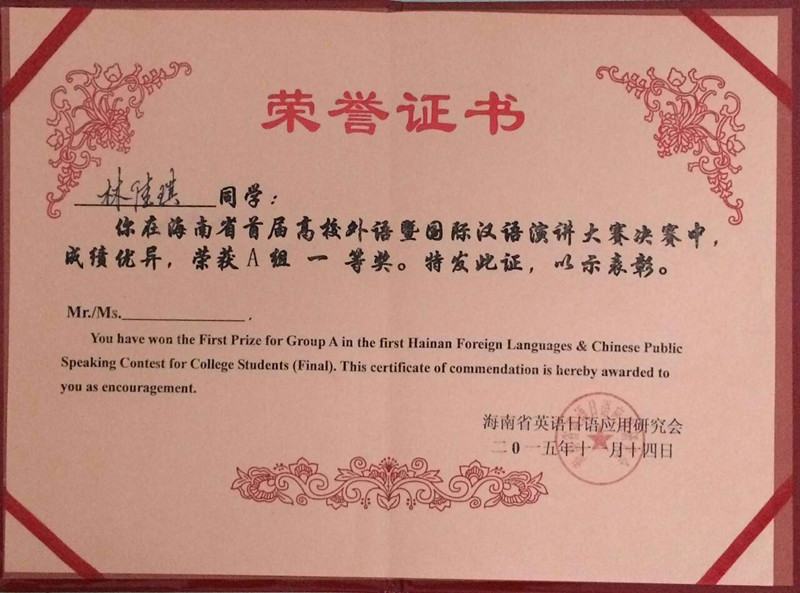 荣誉证书
林佳琪 同学：
你在海南省首届高校外语暨国际汉语演讲大赛决赛中，
成绩优异，荣获A组 一 等奖。特发此证，以示表彰。
Mr./Ms.______________.
You have won the First Prize for Group A in the first Hainan Foreign Languages & Chinese Public
Speaking Contest for College Students (Final). This certificate of commendation is hereby awarded to
you as encouragement.
海南省英语日语应用研究会
二0一五年十一月十四日